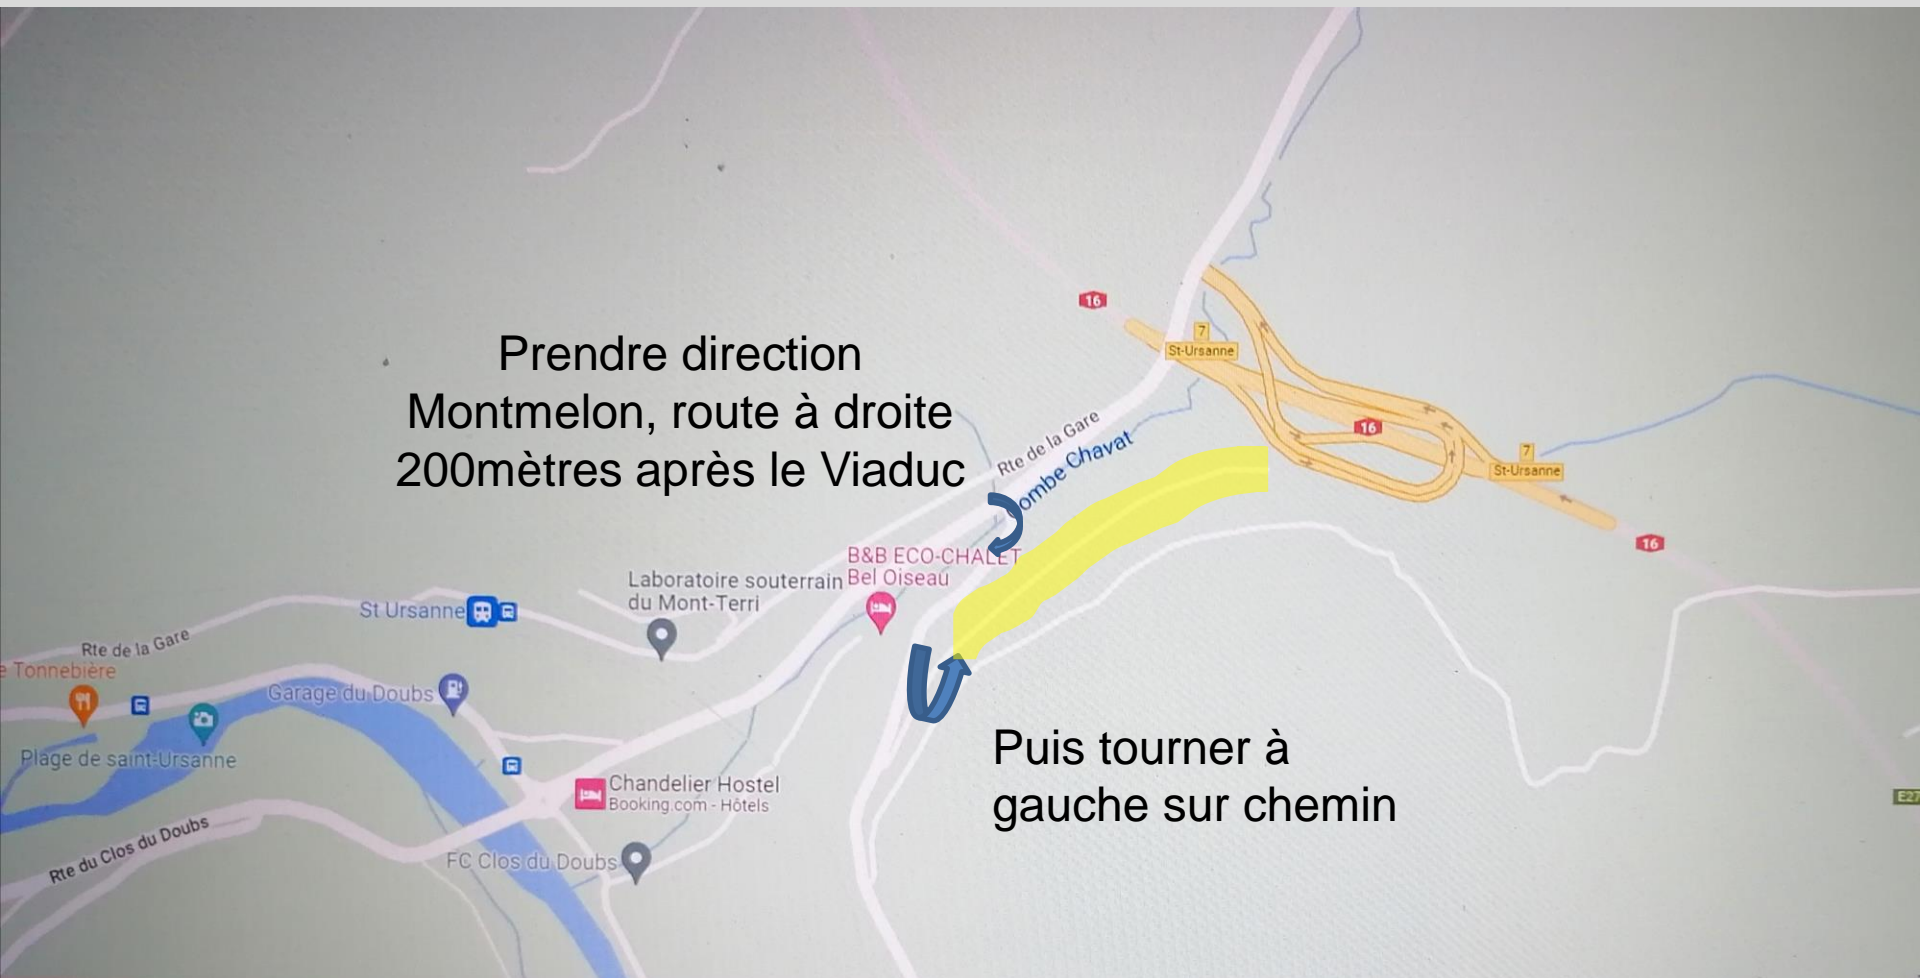 16
7
St-Ursanne
Prendre direction
Montmelon, route à droite
200mètres après le Viaduc
Rte de la Gare
Combe Chavat
16
7
St-Ursanne
16
B&B ECO-CHALET
Bel Oiseau
Laboratoire souterrain
du Mont-Terri
St Ursanne
Rte de la Gare
e Tonnebière
Garage du Doubs
Plage de saint-Ursanne
Puis tourner à
gauche sur chemin
Chandelier Hostel
Booking.com - Hôtels
E27
Rte du Clos du Doubs
FC Clos du Doubs